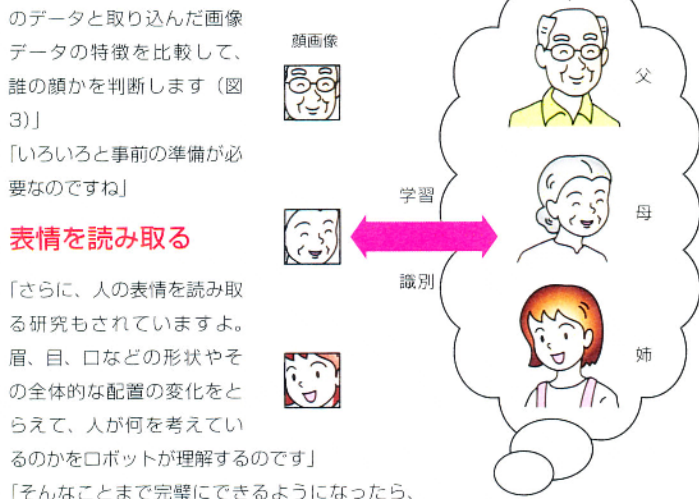 のデータと取り込んだ画像
データの特徴を比較して、
誰の顔かを判断します（図
3）」
「いろいろと事前の準備が必
要なのですね」
表情を読み取る
「さらに、人の表情を読み取
る研究もされていますよ。
眉、目、口などの形状やそ
の全体的な配置の変化をと
らえて、人が何を考えてい
るのかをロボットが理解するのです」
「そんなことまで完璧にできるようになったら、
顔画像
学習
識別
父
母
姉